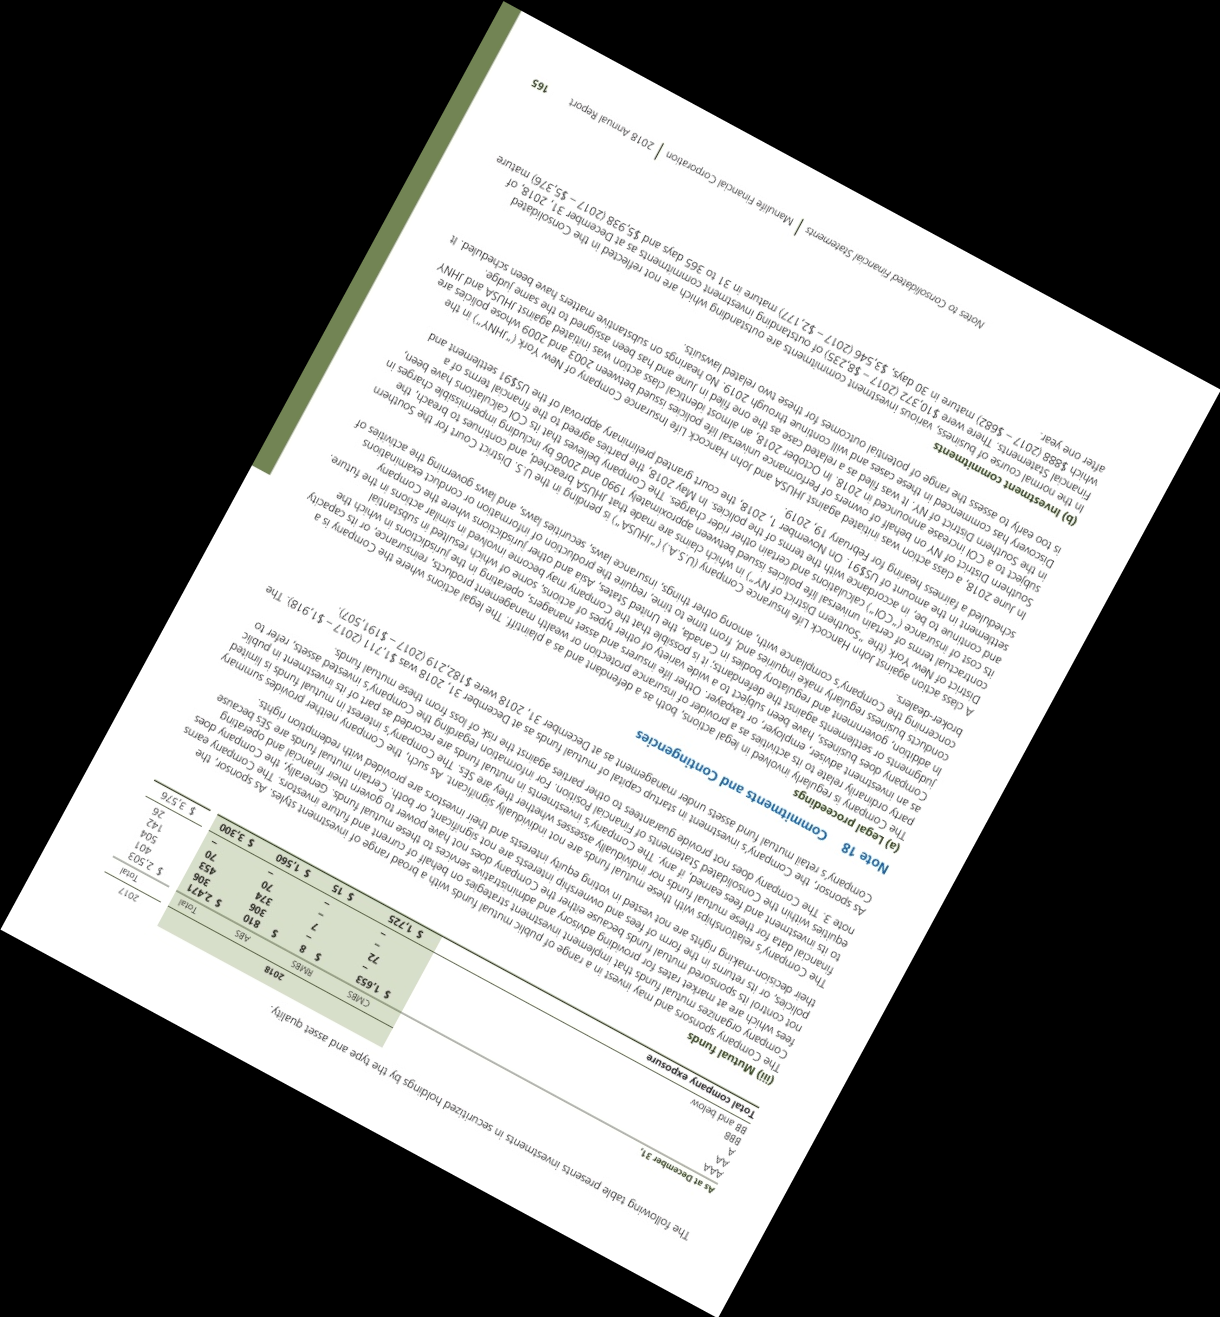 The following table presents investments in securitized holdings by the type and asset quality.
2018 2017
As at December 31, CMBS RMBS ABS Total Total
AAA $ 1,653 $ 8 $ 810 $ 2,471 $ 2,503
AA – – 306 306 401
A 72 7 374 453 504
BBB – – 70 70 142
BB and below – – – – 26
Total company exposure $ 1,725 $ 15 $ 1,560 $ 3,300 $ 3,576
(iii) Mutual funds
The Company sponsors and may invest in a range of public mutual funds with a broad range of investment styles. As sponsor, the
Company organizes mutual funds that implement investment strategies on behalf of current and future investors. The Company earns
fees which are at market rates for providing advisory and administrative services to these mutual funds. Generally, the Company does
not control its sponsored mutual funds because either the Company does not have power to govern their financial and operating
policies, or its returns in the form of fees and ownership interests are not significant, or both. Certain mutual funds are SEs because
their decision-making rights are not vested in voting equity interests and their investors are provided with redemption rights.
The Company's relationships with these mutual funds are not individually significant. As such, the Company neither provides summary
financial data for these mutual funds nor individually assesses whether they are SEs. The Company's interest in mutual funds is limited
to its investment and fees earned, if any. The Company's investments in mutual funds are recorded as part of its investment in public
equities within the Consolidated Statements of Financial Position. For information regarding the Company's invested assets, refer to
note 3. The Company does not provide guarantees to other parties against the risk of loss from these mutual funds.
As sponsor, the Company's investment in startup capital of mutual funds as at December 31, 2018 was $1,711 (2017 – $1,918). The
Company's retail mutual fund assets under management as at December 31, 2018 were $182,219 (2017 – $191,507).
Note 18 Commitments and Contingencies
(a) Legal proceedings
The Company is regularly involved in legal actions, both as a defendant and as a plaintiff. The legal actions where the Company is a
party ordinarily relate to its activities as a provider of insurance protection or wealth management products, reinsurance, or its capacity
as an investment adviser, employer, or taxpayer. Other life insurers and asset managers, operating in the jurisdictions in which the
Company does business, have been subject to a wide variety of other types of actions, some of which resulted in substantial
judgments or settlements against the defendants; it is possible that the Company may become involved in similar actions in the future.
In addition, government and regulatory bodies in Canada, the United States, Asia and other jurisdictions where the Company
conducts business regularly make inquiries and, from time to time, require the production of information or conduct examinations
concerning the Company's compliance with, among other things, insurance laws, securities laws, and laws governing the activities of
broker-dealers.
A class action against John Hancock Life Insurance Company (U.S.A.) ("JHUSA") is pending in the U.S. District Court for the Southern
District of New York (the "Southern District of NY") in which claims are made that JHUSA breached, and continues to breach, the
contractual terms of certain universal life policies issued between approximately 1990 and 2006 by including impermissible charges in
its cost of insurance ("COI") calculations and certain other rider charges. The Company believes that its COI calculations have been,
and continue to be, in accordance with the terms of the policies. In May 2018, the parties agreed to the financial terms of a
settlement in the amount of US$91. On November 1, 2018, the court granted preliminary approval of the US$91 settlement and
scheduled a fairness hearing for February 19, 2019.
In June 2018, a class action was initiated against JHUSA and John Hancock Life Insurance Company of New York ("JHNY") in the
Southern District of NY on behalf of owners of Performance universal life policies issued between 2003 and 2009 whose policies are
subject to a COI increase announced in 2018. In October 2018, an almost identical class action was initiated against JHUSA and JHNY
in the Southern District of NY. It was filed as a related case as the one filed in June and has been assigned to the same judge.
Discovery has commenced in these cases and will continue through 2019. No hearings on substantive matters have been scheduled. It
is too early to assess the range of potential outcomes for these two related lawsuits.
(b) Investment commitments
In the normal course of business, various investment commitments are outstanding which are not reflected in the Consolidated
Financial Statements. There were $10,372 (2017 – $8,235) of outstanding investment commitments as at December 31, 2018, of
which $888 (2017 – $682) mature in 30 days, $3,546 (2017 – $2,177) mature in 31 to 365 days and $5,938 (2017 – $5,376) mature
after one year.
Notes to Consolidated Financial Statements | Manulife Financial Corporation | 2018 Annual Report 165